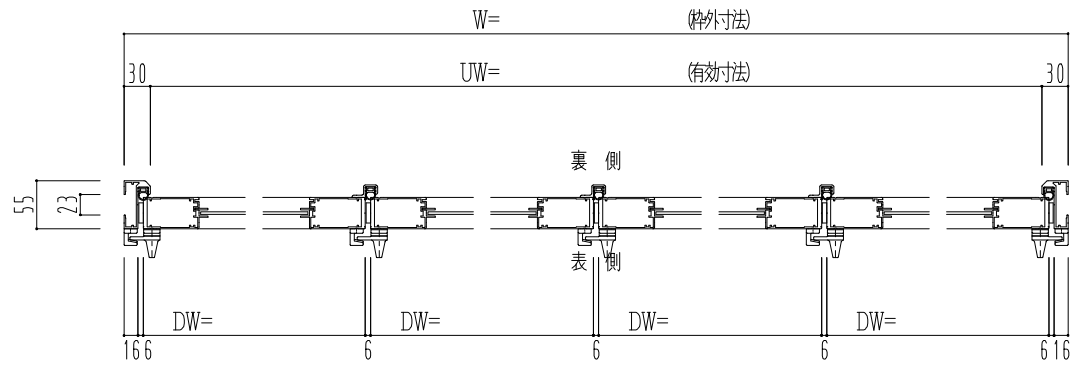 W= (枠外寸法)
30 UW= (有効寸法) 30
裏 側
55 23
表 側
DW= DW= DW= DW=
16 6 6 6 6 6 16